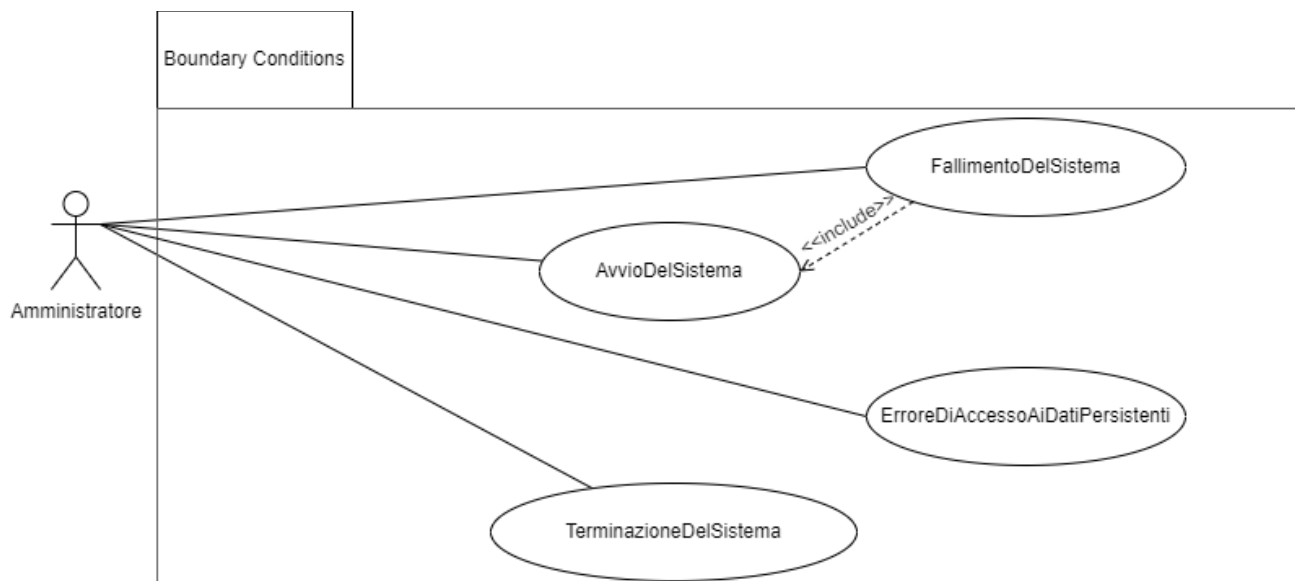 Boundary Conditions
FallimentoDelSistema
<<include>>
AvvioDelSistema
Amministratore
ErroreDiAccessoAiDatiPersistenti
TerminazioneDelSistema